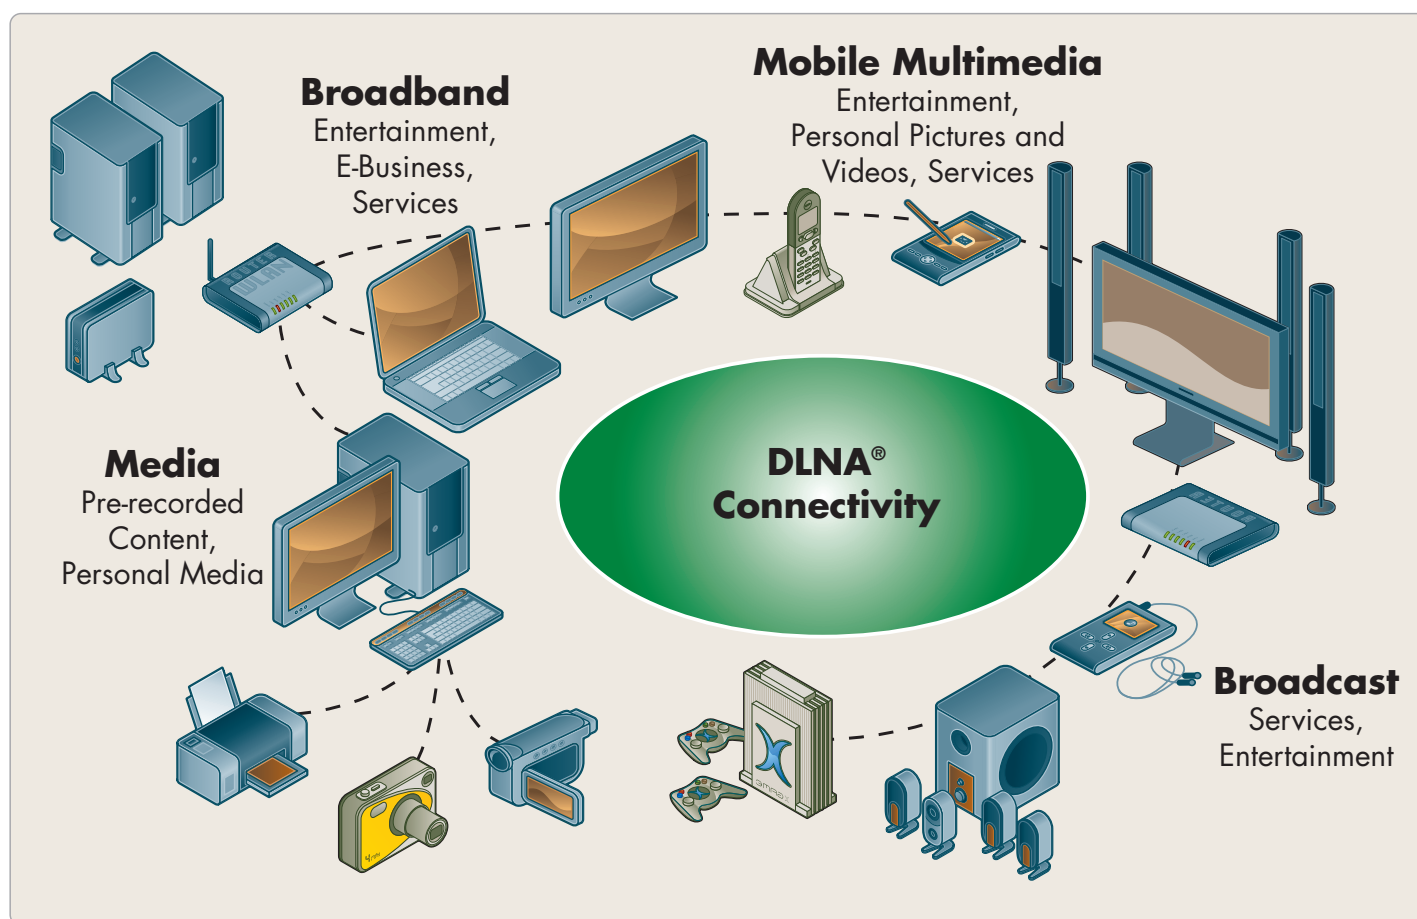 Broadband
Entertainment,
E-Business,
Services
Mobile Multimedia
Entertainment,
Personal Pictures and
Videos, Services
WLAN
DLNA®
Connectivity
Media
Pre-recorded
Content,
Personal Media
Broadcast
Services,
Entertainment